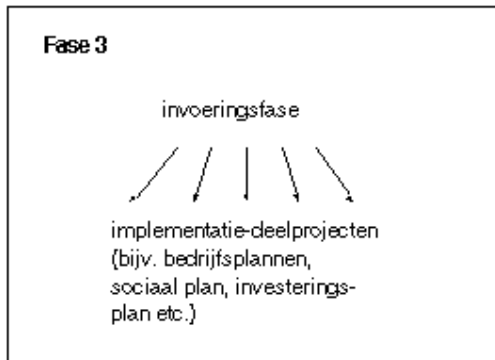 Fase 3
invoeringsfase
implementatie-deelprojecten
(bijv. bedrijfsplannen,
sociaal plan, investerings-
plan etc.)